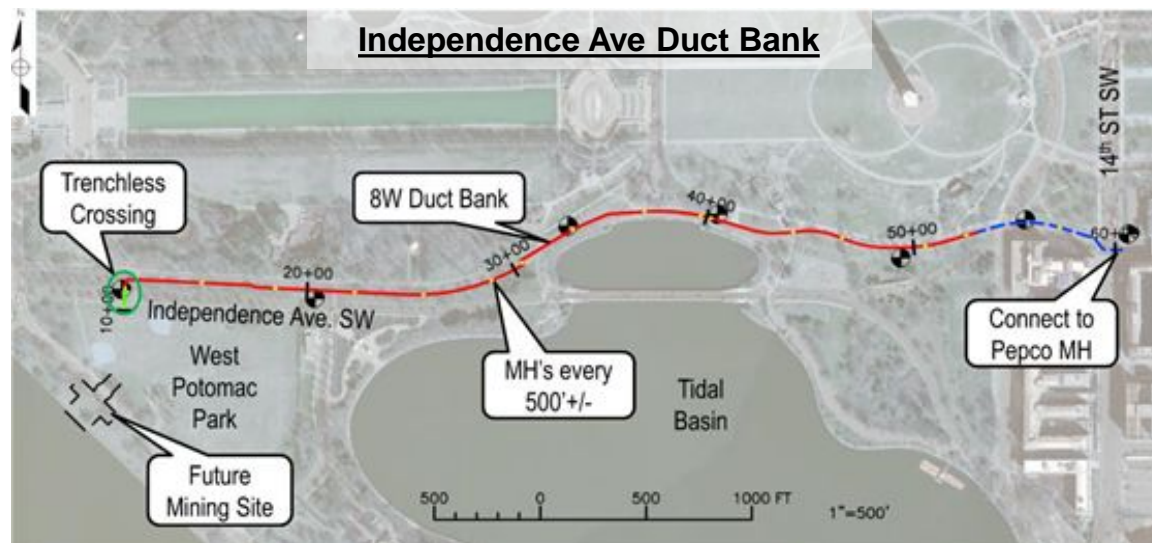 Independence Ave Duct Bank
N
14th ST SW
Trenchless
Crossing
8W Duct Bank
40+00
50+00
60+
30+00
20+00
10+00
Independence Ave. SW
Connect to
Pepco MH
West
Potomac
Park
MH's every
500'+/-
Tidal
Basin
Future
Mining Site
500 0 500 1000 FT
1"=500'